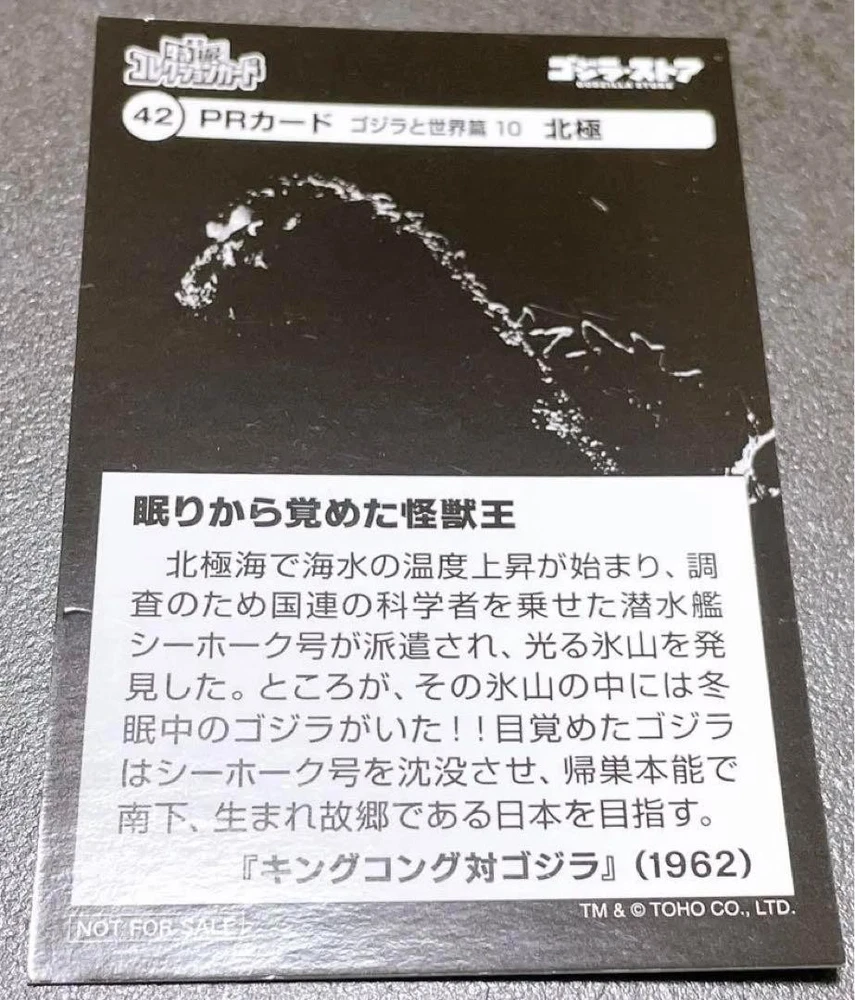 コレクションカード
ゴジラ・ストア
GODZILLA STORE
42 PRカード ゴジラと世界篇 10 北極
眠りから覚めた怪獣王
北極海で海水の温度上昇が始まり、調
査のため国連の科学者を乗せた潜水艦
シーホーク号が派遣され、光る氷山を発
見した。ところが、その氷山の中には冬
眠中のゴジラがいた!!目覚めたゴジラ
はシーホーク号を沈没させ、帰巣本能で
南下、生まれ故郷である日本を目指す。
『キングコング対ゴジラ』(1962)
TM & © TOHO CO., LTD.
NOT FOR SALE